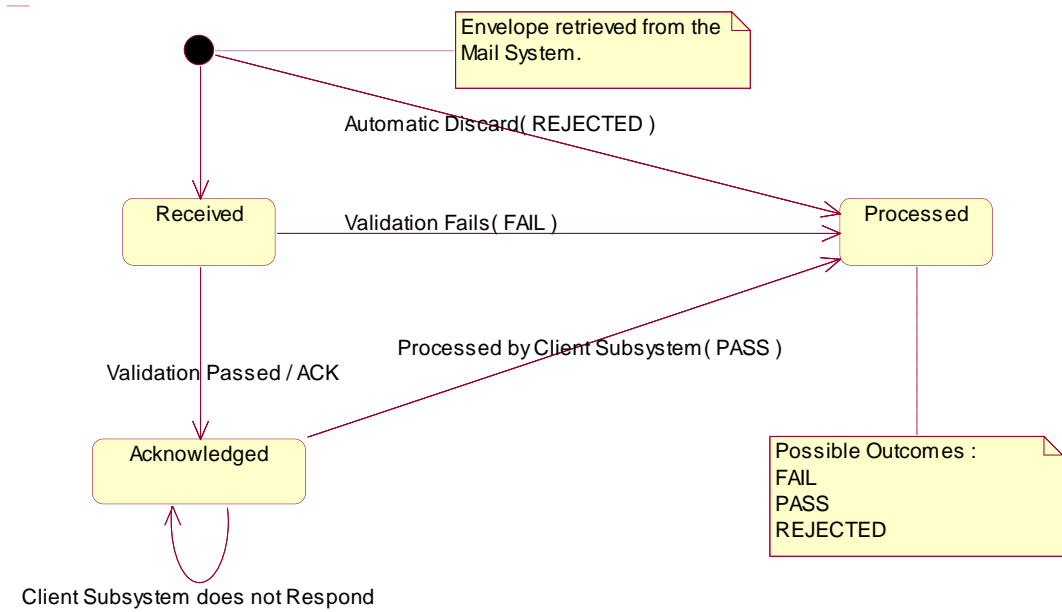 Envelope retrieved from the
Mail System.
Automatic Discard( REJECTED )
Received
Validation Fails( FAIL )
Processed
Processed by Client Subsystem( PASS )
Validation Passed / ACK
Acknowledged
Possible Outcomes :
FAIL
PASS
REJECTED
Client Subsystem does not Respond